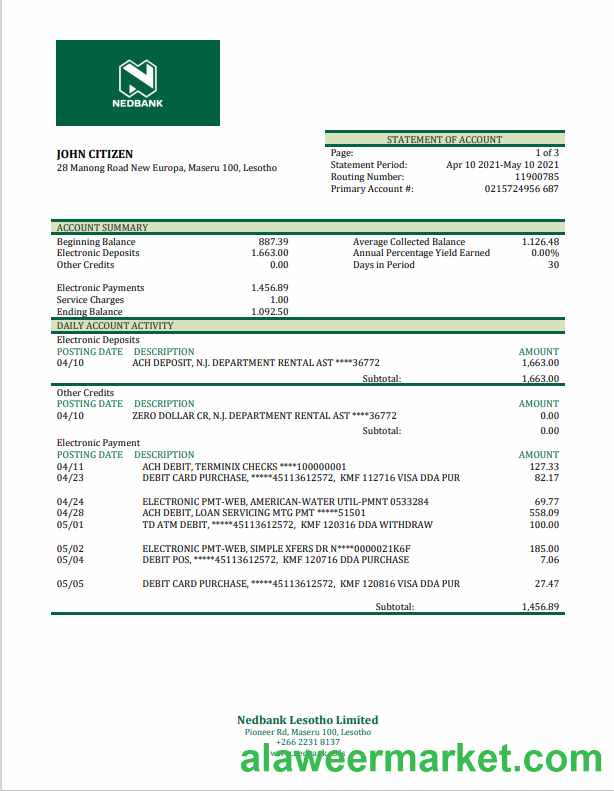 NEDBANK
STATEMENT OF ACCOUNT
JOHN CITIZEN
28 Manong Road New Europa, Maseru 100, Lesotho
Page: 1 of 3
Statement Period: Apr 10 2021-May 10 2021
Routing Number: 11900785
Primary Account #: 0215724956 687
ACCOUNT SUMMARY
Beginning Balance 887.39 Average Collected Balance 1.126.48
Electronic Deposits 1.663.00 Annual Percentage Yield Earned 0.00%
Other Credits 0.00 Days in Period 30
Electronic Payments 1.456.89
Service Charges 1.00
Ending Balance 1.092.50
DAILY ACCOUNT ACTIVITY
Electronic Deposits
POSTING DATE DESCRIPTION AMOUNT
04/10 ACH DEPOSIT, N.J. DEPARTMENT RENTAL AST ****36772 1,663.00
Subtotal: 1,663.00
Other Credits
POSTING DATE DESCRIPTION AMOUNT
04/10 ZERO DOLLAR CR, N.J. DEPARTMENT RENTAL AST ****36772 0.00
Subtotal: 0.00
Electronic Payment
POSTING DATE DESCRIPTION AMOUNT
04/11 ACH DEBIT, TERMINIX CHECKS ****100000001 127.33
04/23 DEBIT CARD PURCHASE, *****45113612572, KMF 112716 VISA DDA PUR 82.17
04/24 ELECTRONIC PMT-WEB, AMERICAN-WATER UTIL-PMNT 0533284 69.77
04/28 ACH DEBIT, LOAN SERVICING MTG PMT *****51501 558.09
05/01 TD ATM DEBIT, *****45113612572, KMF 120316 DDA WITHDRAW 100.00
05/02 ELECTRONIC PMT-WEB, SIMPLE XFERS DR N****0000021K6F 185.00
05/04 DEBIT POS, *****45113612572, KMF 120716 DDA PURCHASE 7.06
05/05 DEBIT CARD PURCHASE, *****45113612572, KMF 120816 VISA DDA PUR 27.47
Subtotal: 1,456.89
Nedbank Lesotho Limited
Pioneer Rd, Maseru 100, Lesotho
+266 2231 8137
alaweermarket.com